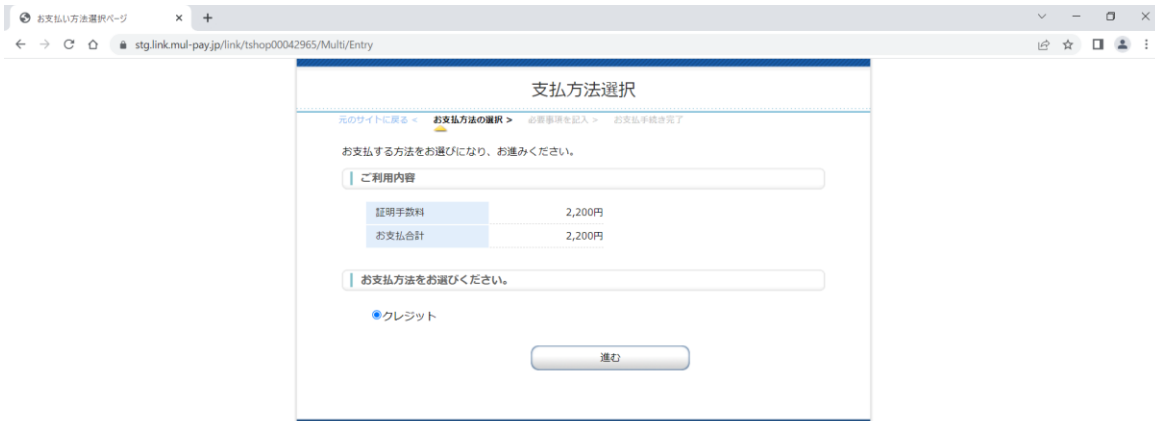 お支払い方法選択ページ
stg.link.mul-pay.jp/link/tshop00042965/Multi/Entry
支払方法選択
元のサイトに戻る < お支払方法の選択 > 必要事項を記入 > お支払手続き完了
お支払する方法をお選びになり、お進みください。
ご利用内容
証明手数料 2,200円
お支払合計 2,200円
お支払方法をお選びください。
クレジット
進む